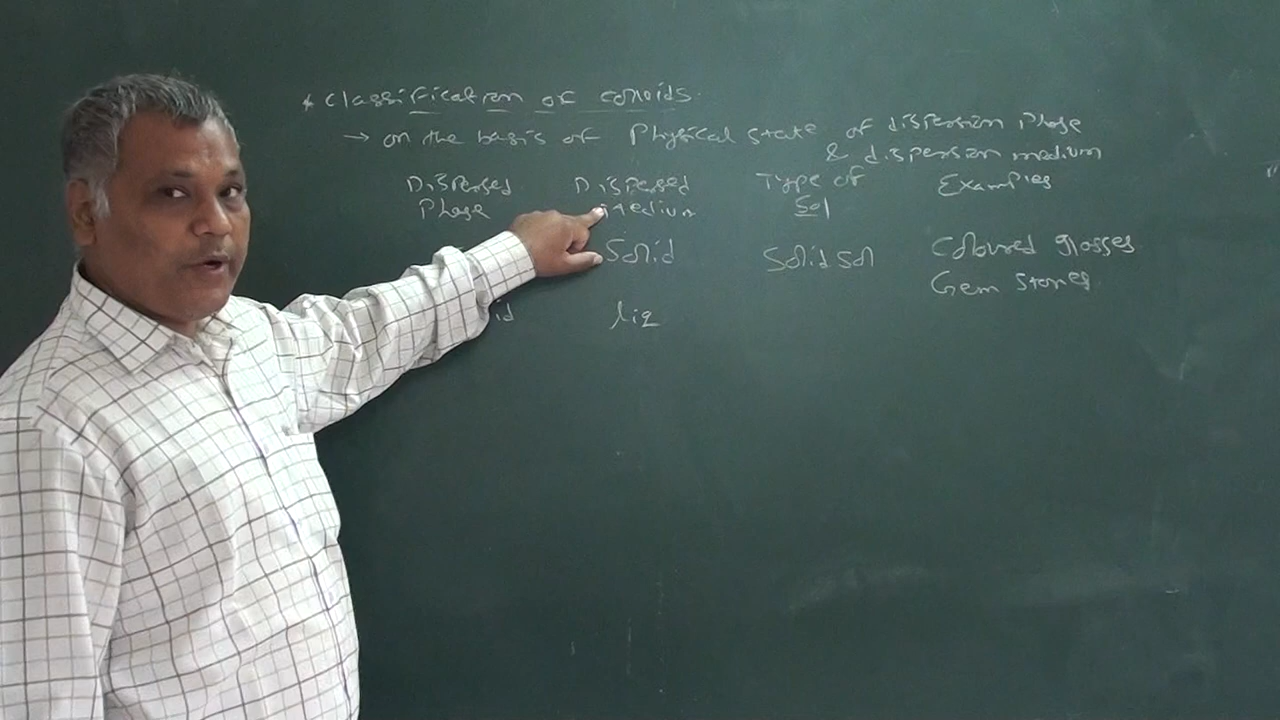 * Classification of colloids.
→ on the basis of Physical state of dispersion Phase
& dispersion medium
Dispersed Dispersed Type of Examples
Phase medium Sol
Solid Solid Sol Coloured glasses
Gem stones
id liq